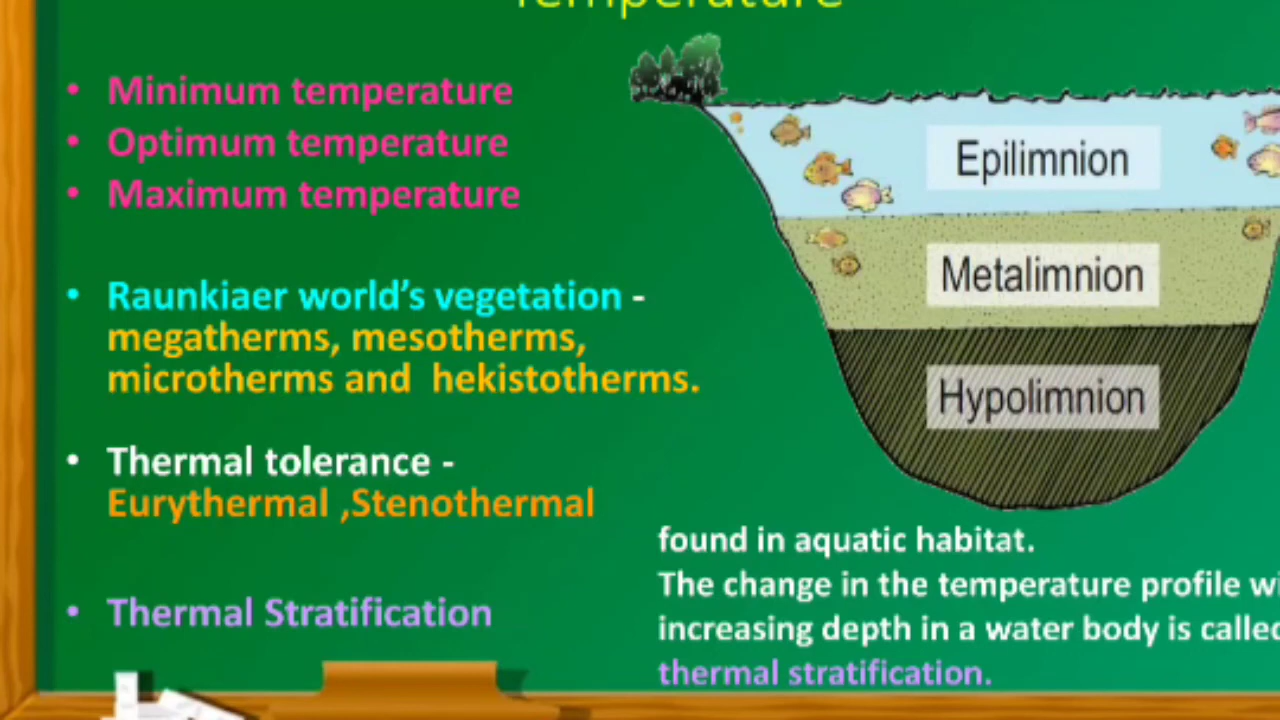 Temperature
• Minimum temperature
• Optimum temperature
• Maximum temperature
• Raunkiaer world's vegetation -
megatherms, mesotherms,
microtherms and hekistotherms.
• Thermal tolerance -
Eurythermal ,Stenothermal
• Thermal Stratification
Epilimnion
Metalimnion
Hypolimnion
found in aquatic habitat.
The change in the temperature profile
increasing depth in a water body is
thermal stratification.